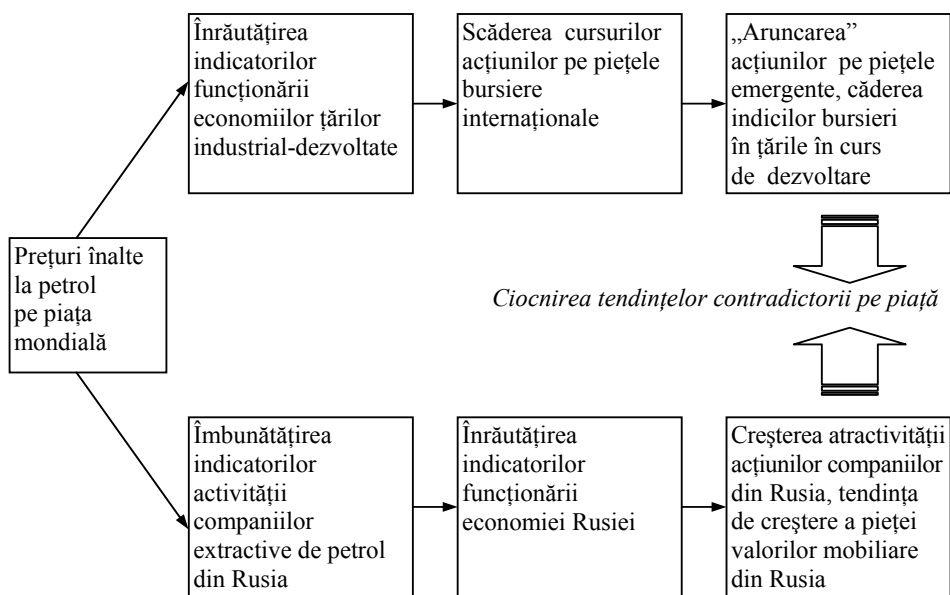 Înrăutățirea
indicatorilor
funcționării
economiilor țărilor
industrial-dezvoltate
Scăderea cursurilor
acțiunilor pe piețele
bursiere
internaționale
„Aruncarea”
acțiunilor pe piețele
emergente, căderea
indicilor bursieri
în țările în curs
de dezvoltare
Prețuri înalte
la petrol
pe piața
mondială
Ciocnirea tendințelor contradictorii pe piață
Îmbunătățirea
indicatorilor
activității
companiilor
extractive de petrol
din Rusia
Înrăutățirea
indicatorilor
funcționării
economiei Rusiei
Creşterea atractivității
acțiunilor companiilor
din Rusia, tendința
de creştere a pieței
valorilor mobiliare
din Rusia